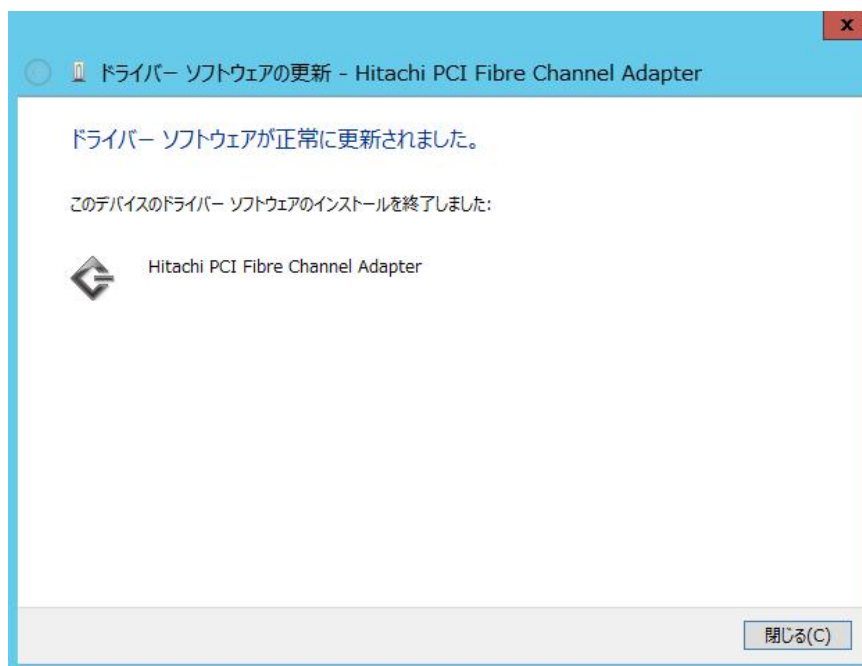 x
ドライバー ソフトウェアの更新 - Hitachi PCI Fibre Channel Adapter
ドライバー ソフトウェアが正常に更新されました。
このデバイスのドライバー ソフトウェアのインストールを終了しました:
Hitachi PCI Fibre Channel Adapter
閉じる(C)